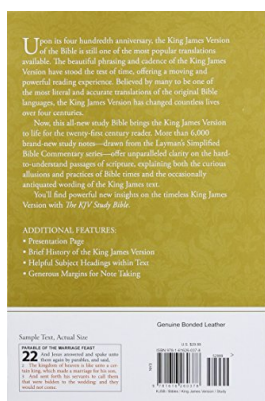 Upon its four hundredth anniversary, the King James Version
of the Bible is still one of the most popular translations
available. The beautiful phrasing and cadence of the King James
Version have stood the test of time, offering a moving and
powerful reading experience. Believed by many to be one of
the most literal and accurate translations of the original Bible
languages, the King James Version has changed countless lives
over four centuries.
Now, this all-new study Bible brings the King James Version
to life for the twenty-first century reader. More than 6,000
brand-new study notes—drawn from the Layman's Simplified
Bible Commentary series—offer unparalleled clarity on the hard-
to-understand passages of scripture, explaining both the curious
allusions and practices of Bible times and the occasionally
antiquated wording of the King James text.
You'll find powerful new insights on the timeless King James
Version with The KJV Study Bible.
ADDITIONAL FEATURES:
• Presentation Page
• Brief History of the King James Version
• Helpful Subject Headings within Text
• Generous Margins for Note Taking
Genuine Bonded Leather
Sample Text, Actual Size
PARABLE OF THE MARRIAGE FEAST
22 And Jesus answered and spake unto
them again by parables, and said,
2 The kingdom of heaven is like unto a cer-
tain king, which made a marriage for his son,
3 And sent forth his servants to call them
that were bidden to the wedding: and they
would not come.